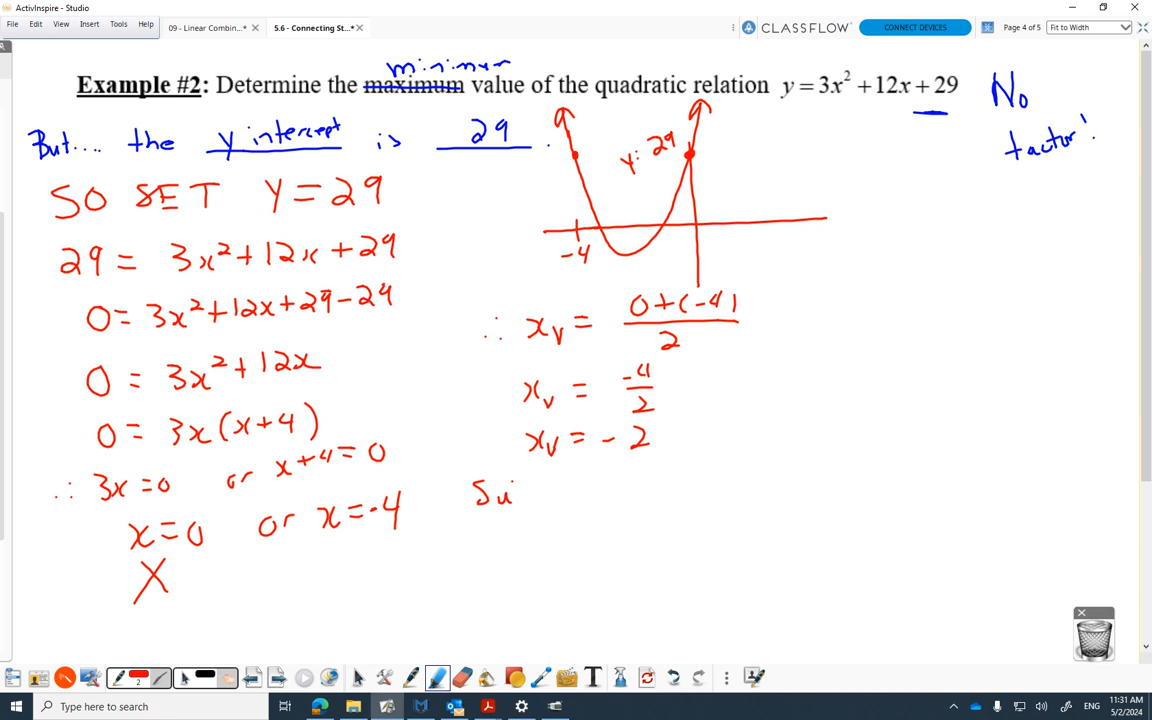 ActivInspire - Studio
File Edit View Insert Tools Help
09 - Linear Combin...*
5.6 - Connecting St...*
CLASSFLOW
CONNECT DEVICES
Page 4 of 5
Fit to Width
minimum
Example #2: Determine the maximum value of the quadratic relation y = 3x² + 12x + 29
No factor!
But.... the y intercept is 29.
SO SET Y = 29
29 = 3x² + 12x + 29
0 = 3x² + 12x + 29 - 29
0 = 3x² + 12x
0 = 3x(x + 4)
∴ 3x = 0 or x + 4 = 0
x = 0 or x = -4
X
y: 29
-4
∴ xᵥ = 0 + (-4) / 2
xᵥ = -4/2
xᵥ = -2
Su
2
Type here to search
ENG
11:31 AM
5/2/2024